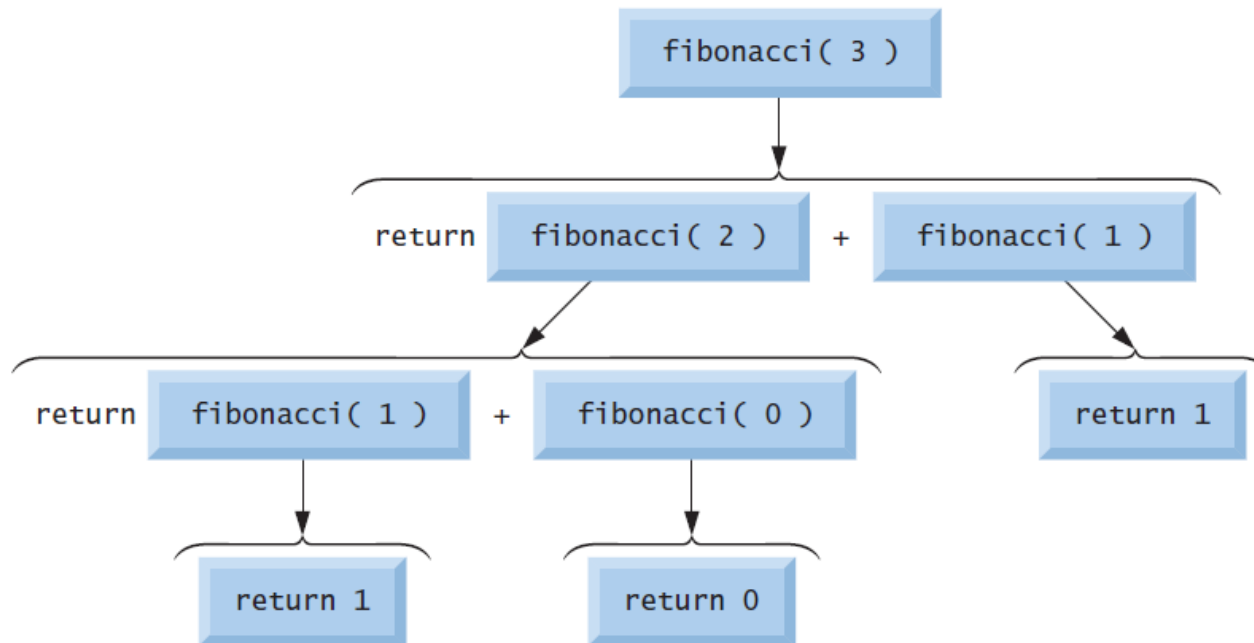 fibonacci( 3 )
return fibonacci( 2 ) + fibonacci( 1 )
return fibonacci( 1 ) + fibonacci( 0 ) return 1
return 1 return 0